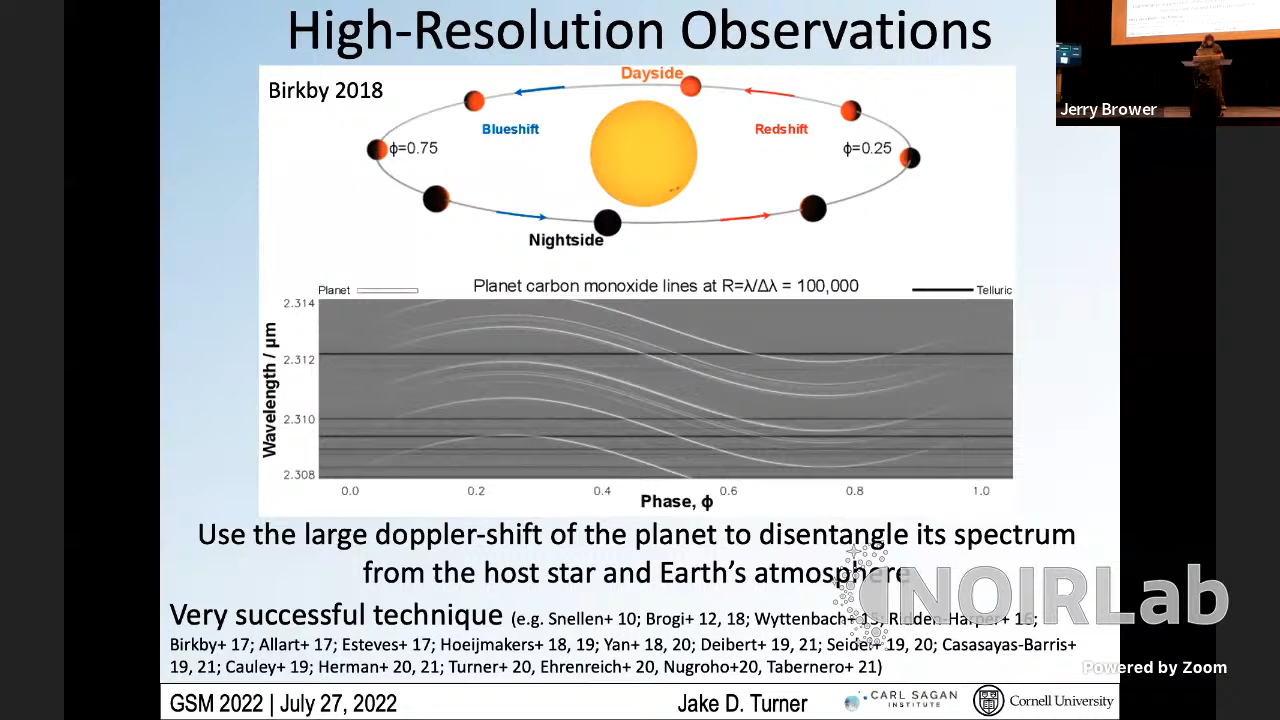 High-Resolution Observations
Birkby 2018
Dayside
Blueshift
Redshift
ϕ=0.75
ϕ=0.25
Nightside
Planet
Planet carbon monoxide lines at R=λ/Δλ = 100,000
Telluric
Wavelength / μm
2.314
2.312
2.310
2.308
0.0 0.2 0.4 0.6 0.8 1.0
Phase, ϕ
Use the large doppler-shift of the planet to disentangle its spectrum
from the host star and Earth's atmosphere
Very successful technique (e.g. Snellen+ 10; Brogi+ 12, 18; Wyttenbach+ 15, Ridden-Harper+ 16;
Birkby+ 17; Allart+ 17; Esteves+ 17; Hoeijmakers+ 18, 19; Yan+ 18, 20; Deibert+ 19, 21; Seidel+ 19, 20; Casasayas-Barris+
19, 21; Cauley+ 19; Herman+ 20, 21; Turner+ 20, Ehrenreich+ 20, Nugroho+20, Tabernero+ 21)
GSM 2022 | July 27, 2022
Jake D. Turner
CARL SAGAN
INSTITUTE
Cornell University
Jerry Brower
NOIRLab
Powered by Zoom